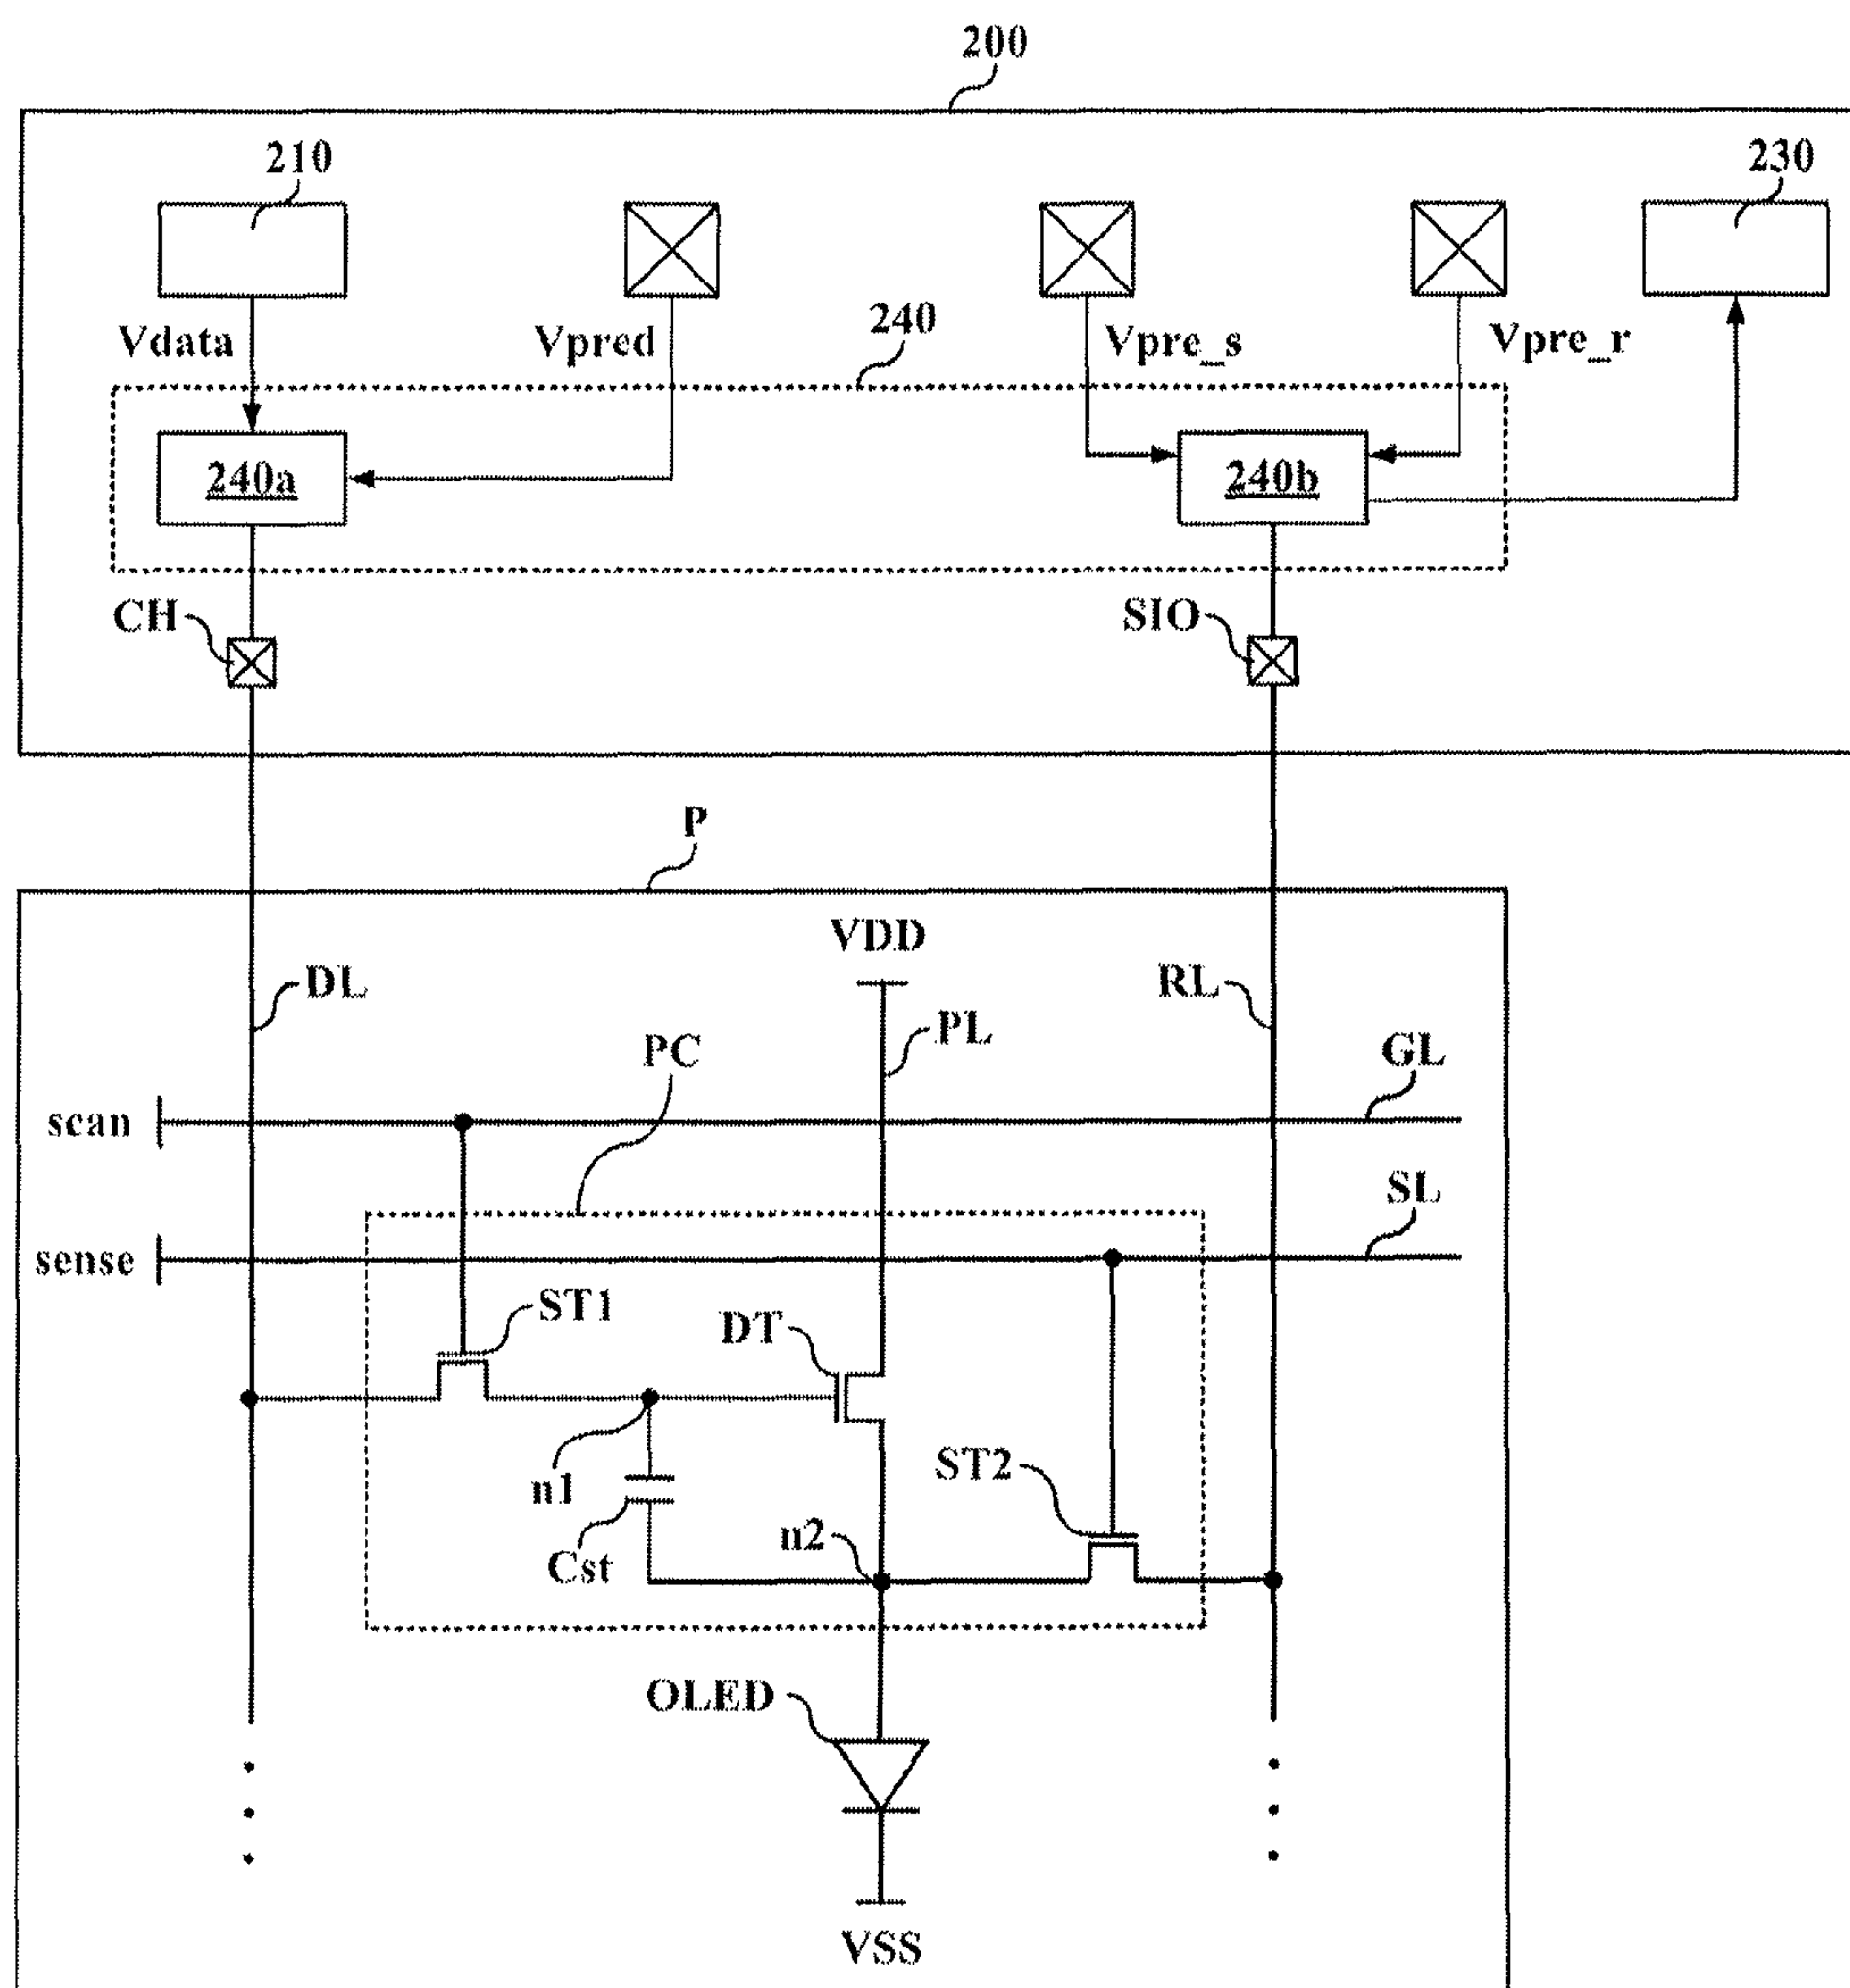 200
210
230
Vdata
Vpred
240
Vpre_s
Vpre_r
240a
240b
CH
SIO
P
VDD
DL
RL
PL
PC
GL
scan
SL
sense
ST1
DT
ST2
n1
n2
Cst
OLED
VSS